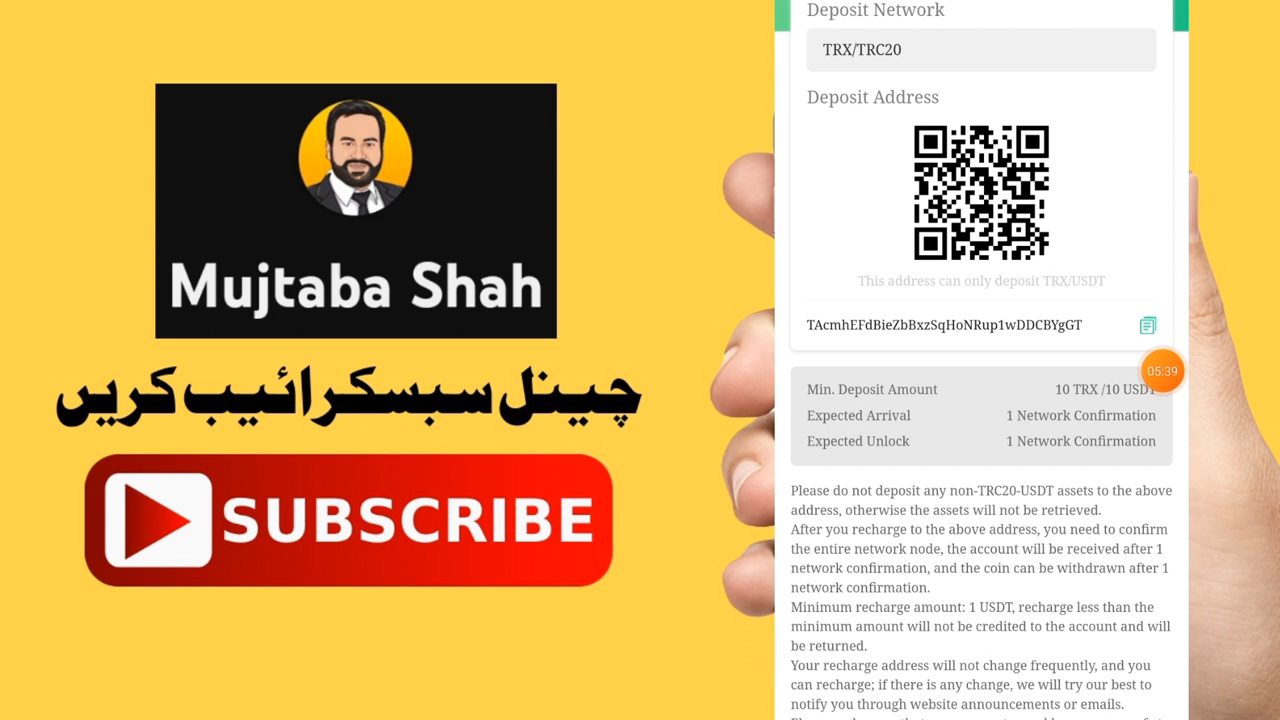 Mujtaba Shah
چینل سبسکرائیب کریں
SUBSCRIBE
Deposit Network
TRX/TRC20
Deposit Address
This address can only deposit TRX/USDT
TAcmhEFdBieZbBxzSqHoNRup1wDDCBYgGT
05:39
Min. Deposit Amount 10 TRX /10 USDT
Expected Arrival 1 Network Confirmation
Expected Unlock 1 Network Confirmation
Please do not deposit any non-TRC20-USDT assets to the above
address, otherwise the assets will not be retrieved.
After you recharge to the above address, you need to confirm
the entire network node, the account will be received after 1
network confirmation, and the coin can be withdrawn after 1
network confirmation.
Minimum recharge amount: 1 USDT, recharge less than the
minimum amount will not be credited to the account and will
be returned.
Your recharge address will not change frequently, and you
can recharge; if there is any change, we will try our best to
notify you through website announcements or emails.